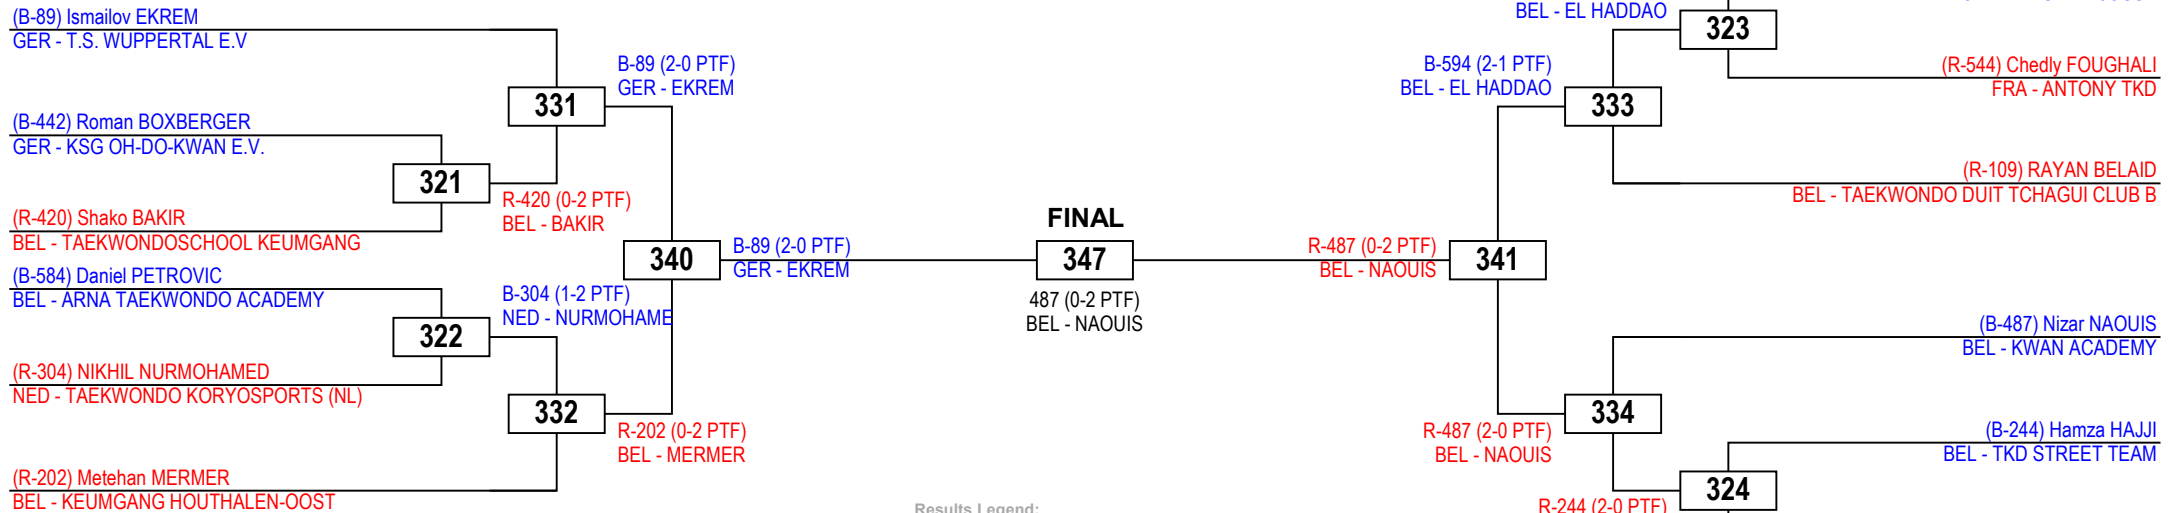 (B-89) Ismailov EKREM
GER - T.S. WUPPERTAL E.V
B-89 (2-0 PTF)
GER - EKREM
331
(B-442) Roman BOXBERGER
GER - KSG OH-DO-KWAN E.V.
321
R-420 (0-2 PTF)
BEL - BAKIR
(R-420) Shako BAKIR
BEL - TAEKWONDOSCHOOL KEUMGANG
340
B-89 (2-0 PTF)
GER - EKREM
(B-584) Daniel PETROVIC
BEL - ARNA TAEKWONDO ACADEMY
B-304 (1-2 PTF)
NED - NURMOHAME
322
(R-304) NIKHIL NURMOHAMED
NED - TAEKWONDO KORYOSPORTS (NL)
332
R-202 (0-2 PTF)
BEL - MERMER
(R-202) Metehan MERMER
BEL - KEUMGANG HOUTHALEN-OOST
FINAL
347
487 (0-2 PTF)
BEL - NAOUIS
Results Legend:
BEL - EL HADDAO
323
(R-544) Chedly FOUGHALI
FRA - ANTONY TKD
B-594 (2-1 PTF)
BEL - EL HADDAO
333
(R-109) RAYAN BELAID
BEL - TAEKWONDO DUIT TCHAGUI CLUB B
R-487 (0-2 PTF)
BEL - NAOUIS
341
(B-487) Nizar NAOUIS
BEL - KWAN ACADEMY
334
R-487 (2-0 PTF)
BEL - NAOUIS
(B-244) Hamza HAJJI
BEL - TKD STREET TEAM
324
R-244 (2-0 PTF)